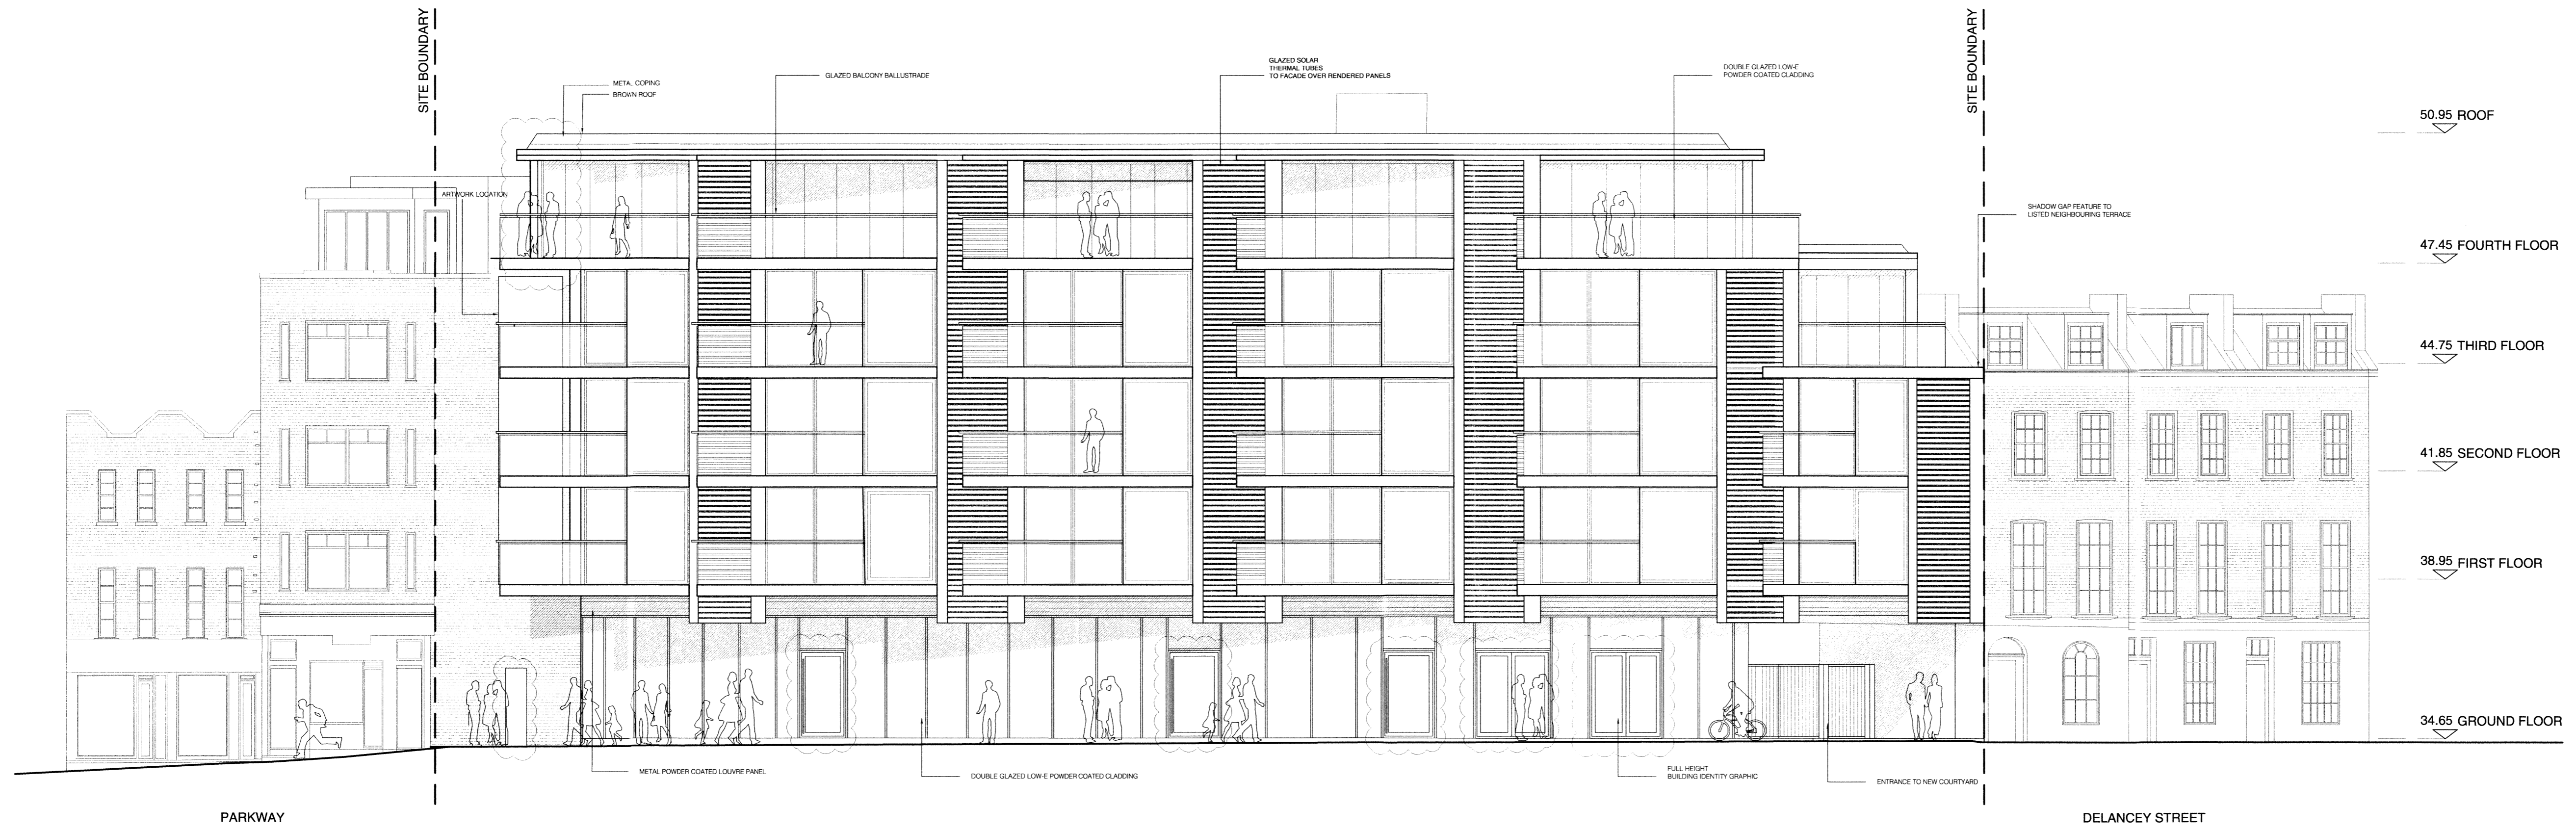 SITE BOUNDARY
SITE BOUNDARY
METAL COPING
BROWN ROOF
GLAZED BALCONY BALLUSTRADE
GLAZED SOLAR
THERMAL TUBES
TO FACADE OVER RENDERED PANELS
DOUBLE GLAZED LOW-E
POWDER COATED CLADDING
50.95 ROOF
ARTWORK LOCATION
SHADOW GAP FEATURE TO
LISTED NEIGHBOURING TERRACE
47.45 FOURTH FLOOR
44.75 THIRD FLOOR
41.85 SECOND FLOOR
38.95 FIRST FLOOR
34.65 GROUND FLOOR
METAL POWDER COATED LOUVRE PANEL
DOUBLE GLAZED LOW-E POWDER COATED CLADDING
FULL HEIGHT
BUILDING IDENTITY GRAPHIC
ENTRANCE TO NEW COURTYARD
PARKWAY
DELANCEY STREET